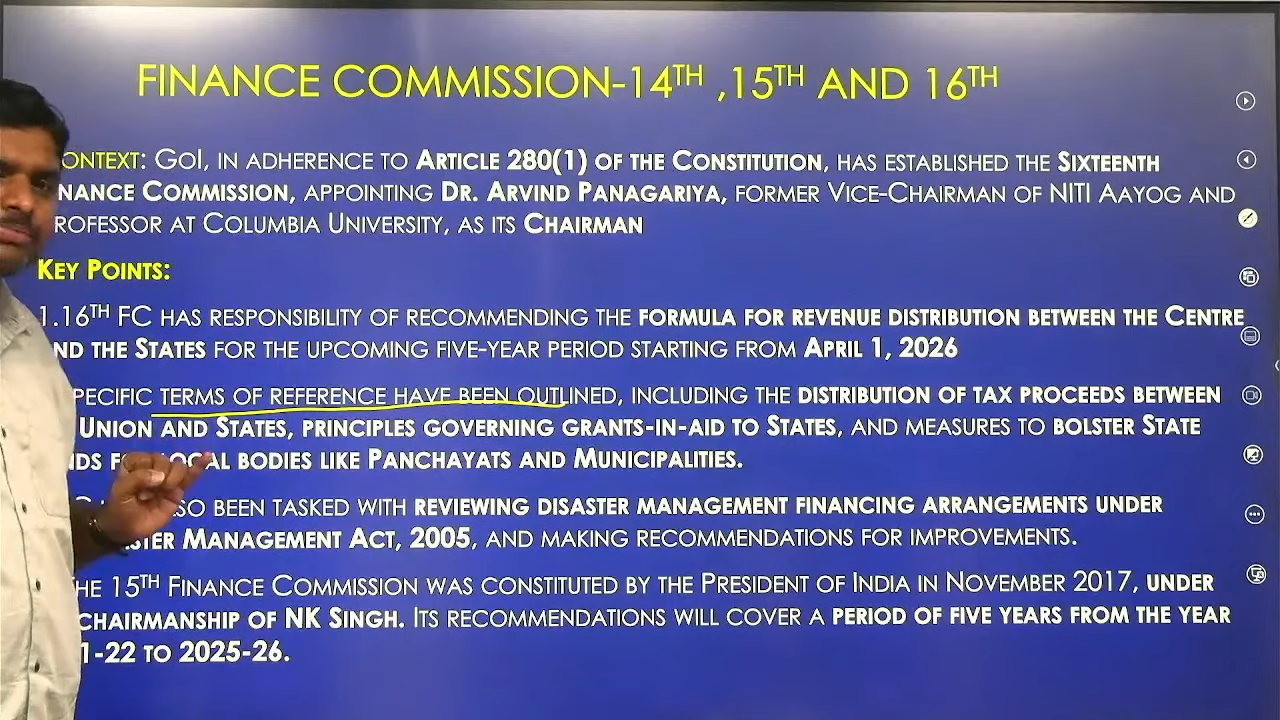 FINANCE COMMISSION-14TH ,15TH AND 16TH
ONTEXT: GOI, IN ADHERENCE TO ARTICLE 280(1) OF THE CONSTITUTION, HAS ESTABLISHED THE SIXTEENTH
NANCE COMMISSION, APPOINTING DR. ARVIND PANAGARIYA, FORMER VICE-CHAIRMAN OF NITI AAYOG AND
ROFESSOR AT COLUMBIA UNIVERSITY, AS ITS CHAIRMAN
KEY POINTS:
1.16TH FC HAS RESPONSIBILITY OF RECOMMENDING THE FORMULA FOR REVENUE DISTRIBUTION BETWEEN THE CENTRE
ND THE STATES FOR THE UPCOMING FIVE-YEAR PERIOD STARTING FROM APRIL 1, 2026
PECIFIC TERMS OF REFERENCE HAVE BEEN OUTLINED, INCLUDING THE DISTRIBUTION OF TAX PROCEEDS BETWEEN
UNION AND STATES, PRINCIPLES GOVERNING GRANTS-IN-AID TO STATES, AND MEASURES TO BOLSTER STATE
NDS LOCAL BODIES LIKE PANCHAYATS AND MUNICIPALITIES.
SO BEEN TASKED WITH REVIEWING DISASTER MANAGEMENT FINANCING ARRANGEMENTS UNDER
STER MANAGEMENT ACT, 2005, AND MAKING RECOMMENDATIONS FOR IMPROVEMENTS.
HE 15TH FINANCE COMMISSION WAS CONSTITUTED BY THE PRESIDENT OF INDIA IN NOVEMBER 2017, UNDER
CHAIRMANSHIP OF NK SINGH. ITS RECOMMENDATIONS WILL COVER A PERIOD OF FIVE YEARS FROM THE YEAR
1-22 TO 2025-26.